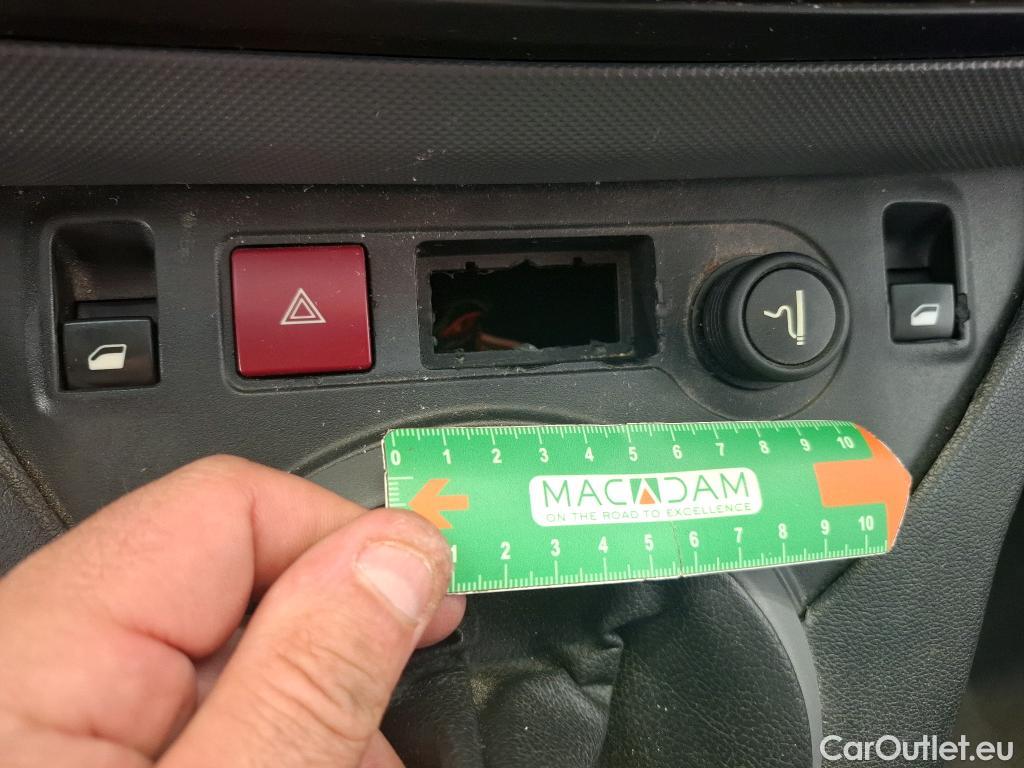 0 1 2 3 4 5 6 7 8 9 10
MACADAM
ON THE ROAD TO EXCELLENCE
1 2 3 4 5 6 7 8 9 10
CarOutlet.eu